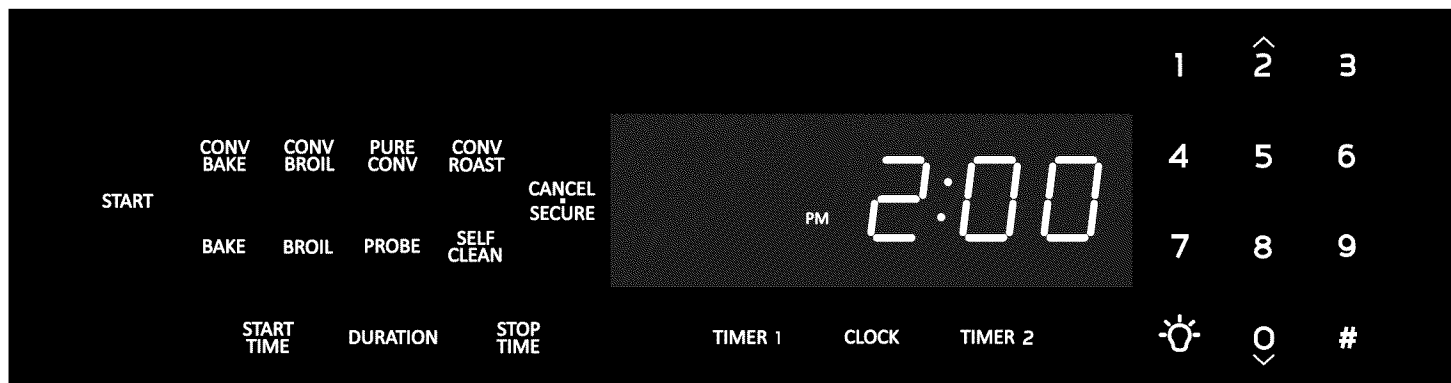 START
CONV
BAKE
CONV
BROIL
PURE
CONV
CONV
ROAST
BAKE
BROIL
PROBE
SELF
CLEAN
START
TIME
DURATION
STOP
TIME
CANCEL
SECURE
PM 2:00
TIMER 1
CLOCK
TIMER 2
1 2 3
4 5 6
7 8 9
0 #